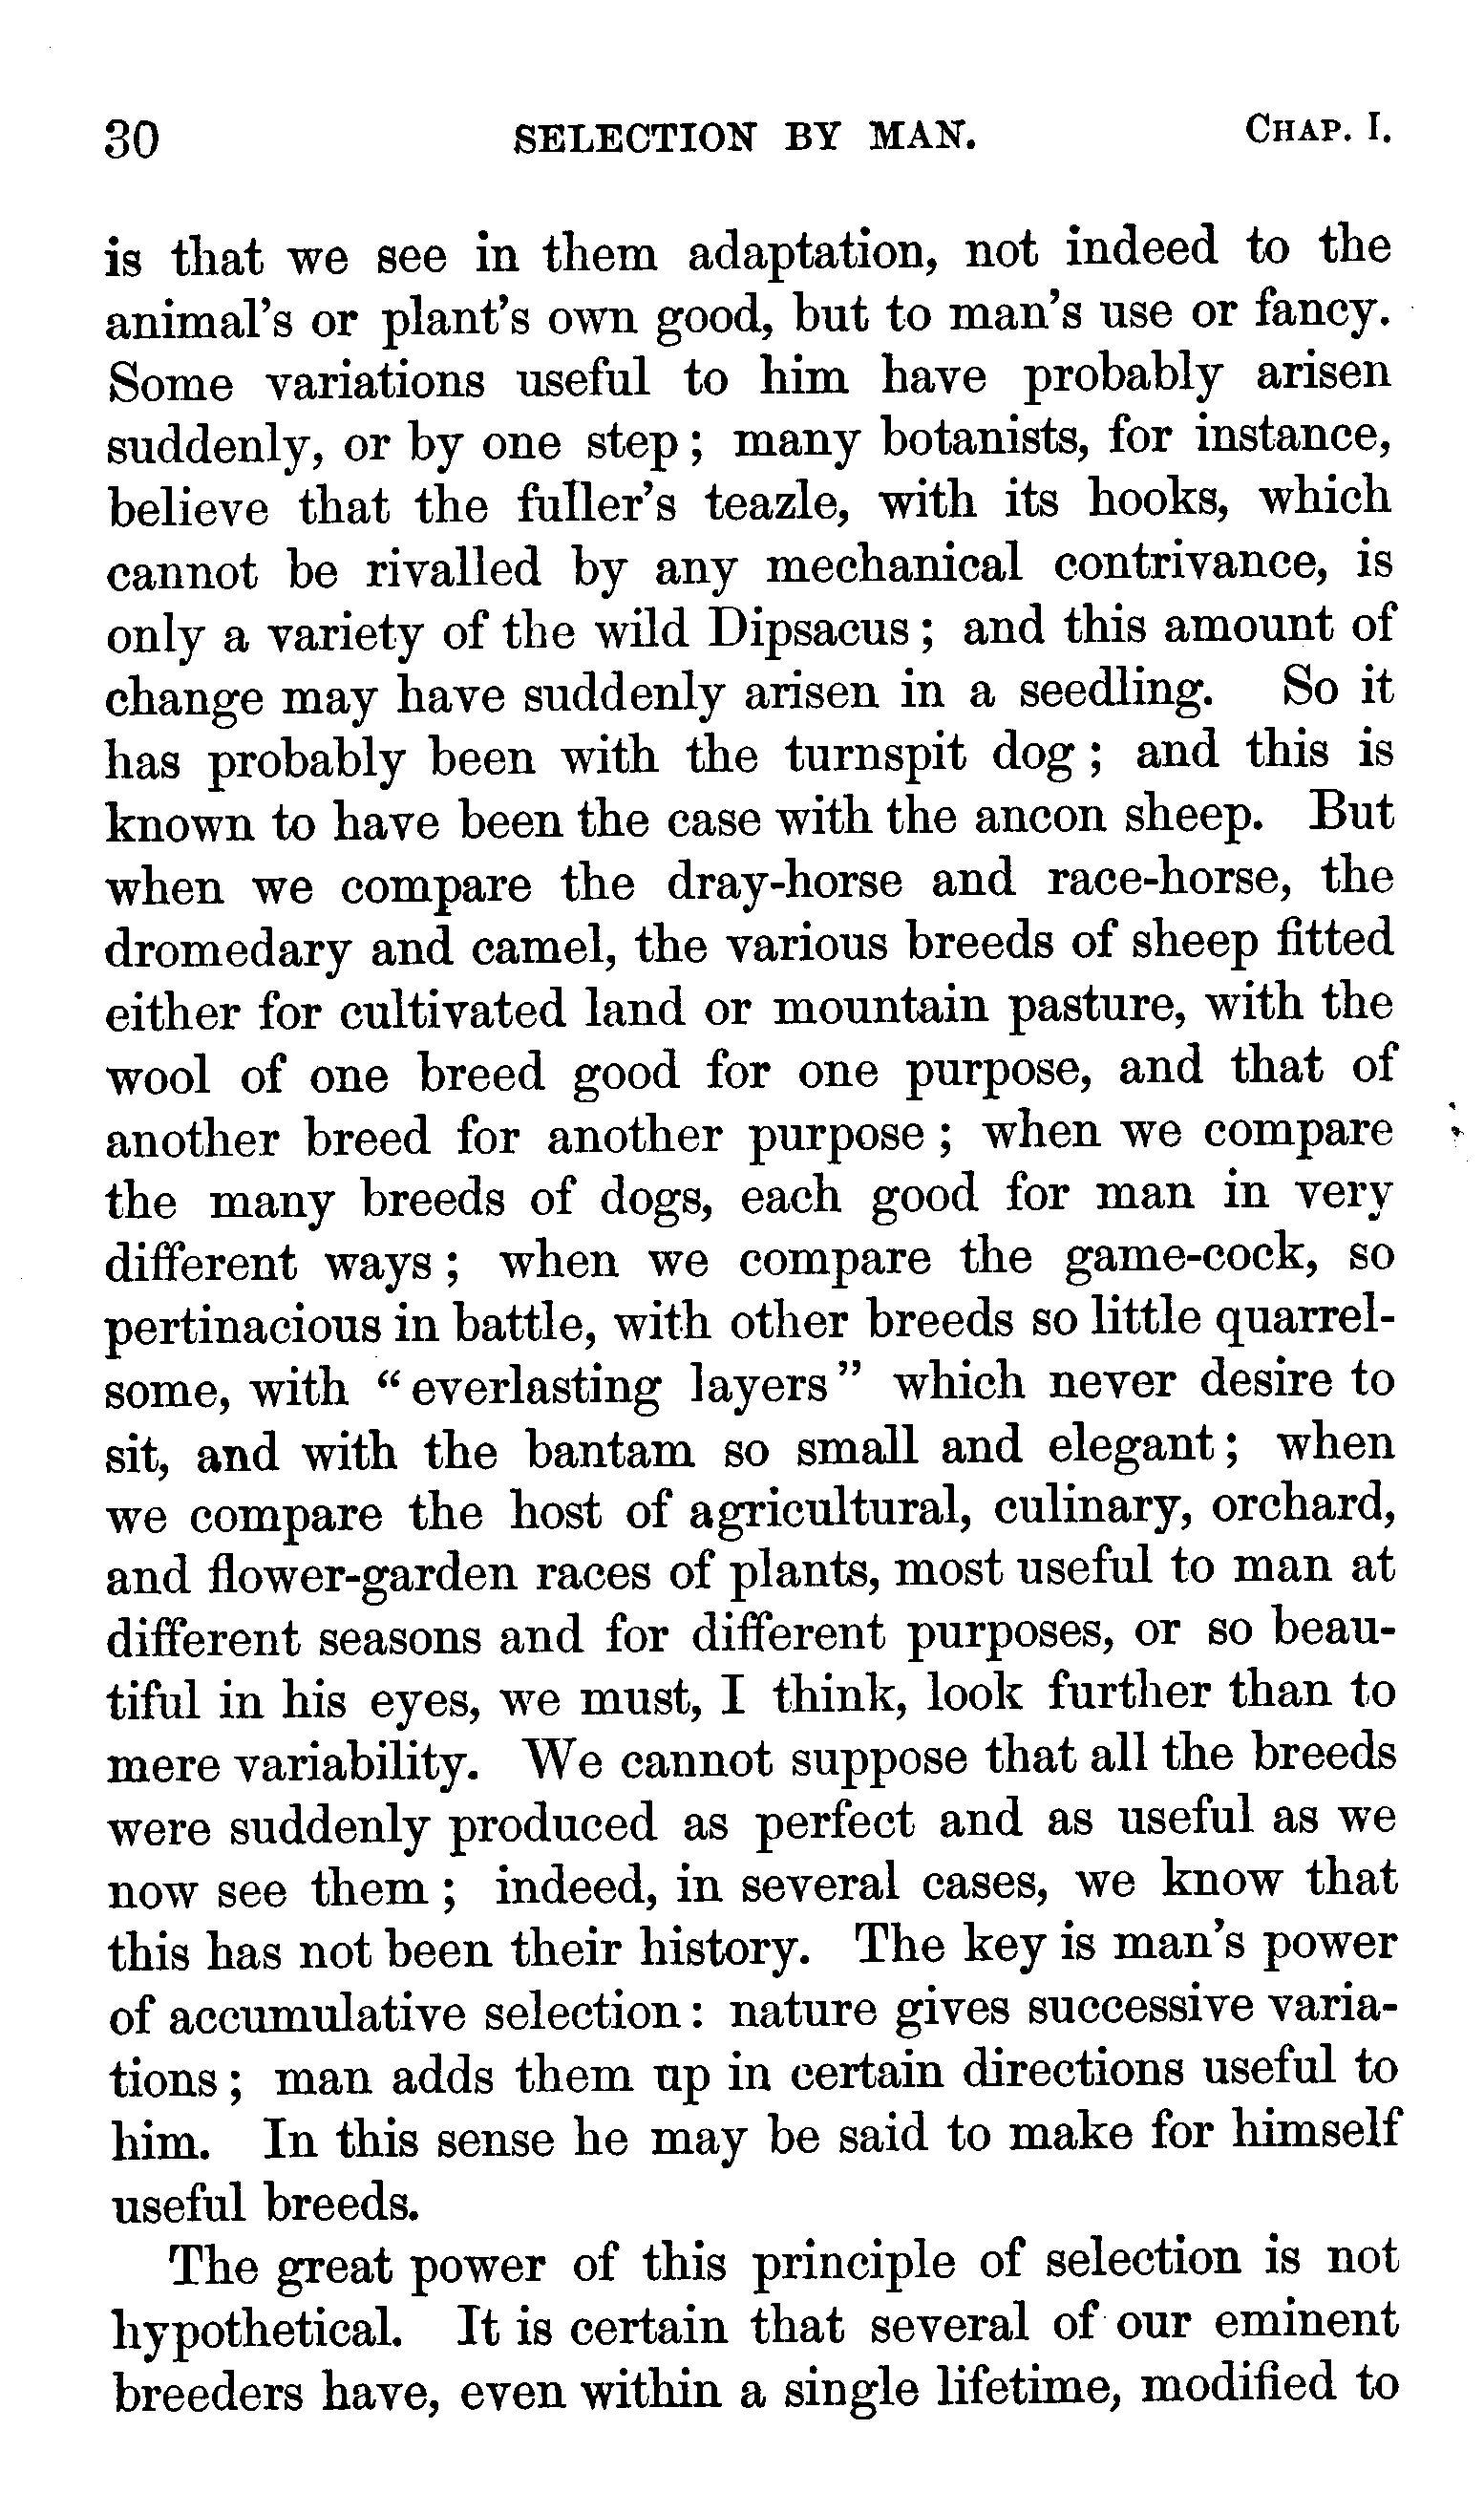 30 SELECTION BY MAN. CHAP. I.
is that we see in them adaptation, not indeed to the
animal's or plant's own good, but to man's use or fancy.
Some variations useful to him have probably arisen
suddenly, or by one step; many botanists, for instance,
believe that the fuller's teazle, with its hooks, which
cannot be rivalled by any mechanical contrivance, is
only a variety of the wild Dipsacus; and this amount of
change may have suddenly arisen in a seedling. So it
has probably been with the turnspit dog; and this is
known to have been the case with the ancon sheep. But
when we compare the dray-horse and race-horse, the
dromedary and camel, the various breeds of sheep fitted
either for cultivated land or mountain pasture, with the
wool of one breed good for one purpose, and that of
another breed for another purpose; when we compare
the many breeds of dogs, each good for man in very
different ways; when we compare the game-cock, so
pertinacious in battle, with other breeds so little quarrel-
some, with "everlasting layers" which never desire to
sit, and with the bantam so small and elegant; when
we compare the host of agricultural, culinary, orchard,
and flower-garden races of plants, most useful to man at
different seasons and for different purposes, or so beau-
tiful in his eyes, we must, I think, look further than to
mere variability. We cannot suppose that all the breeds
were suddenly produced as perfect and as useful as we
now see them; indeed, in several cases, we know that
this has not been their history. The key is man's power
of accumulative selection: nature gives successive varia-
tions; man adds them up in certain directions useful to
him. In this sense he may be said to make for himself
useful breeds.
The great power of this principle of selection is not
hypothetical. It is certain that several of our eminent
breeders have, even within a single lifetime, modified to